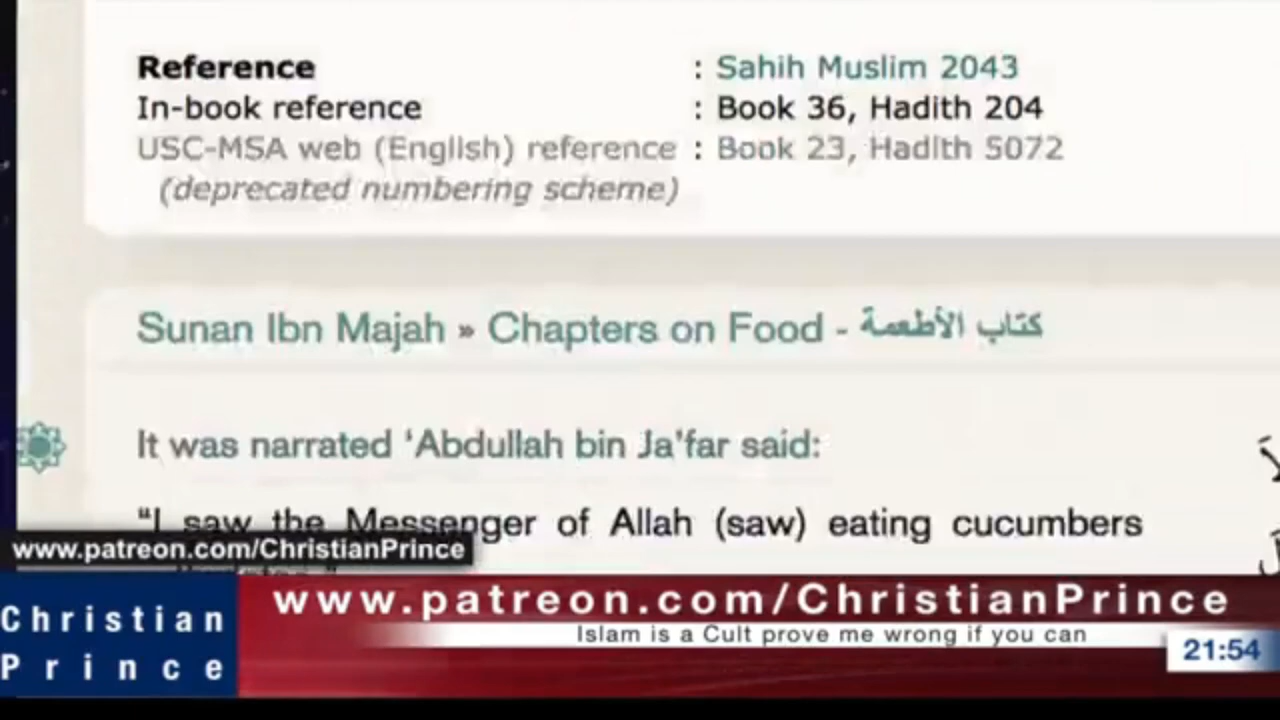 Reference : Sahih Muslim 2043
In-book reference : Book 36, Hadith 204
USC-MSA web (English) reference : Book 23, Hadith 5072
(deprecated numbering scheme)
Sunan Ibn Majah » Chapters on Food - كتاب الأطعمة
It was narrated ‘Abdullah bin Ja’far said:
“I saw the Messenger of Allah (saw) eating cucumbers
www.patreon.com/ChristianPrince
www.patreon.com/ChristianPrince
Islam is a Cult prove me wrong if you can
Christian
Prince
21:54